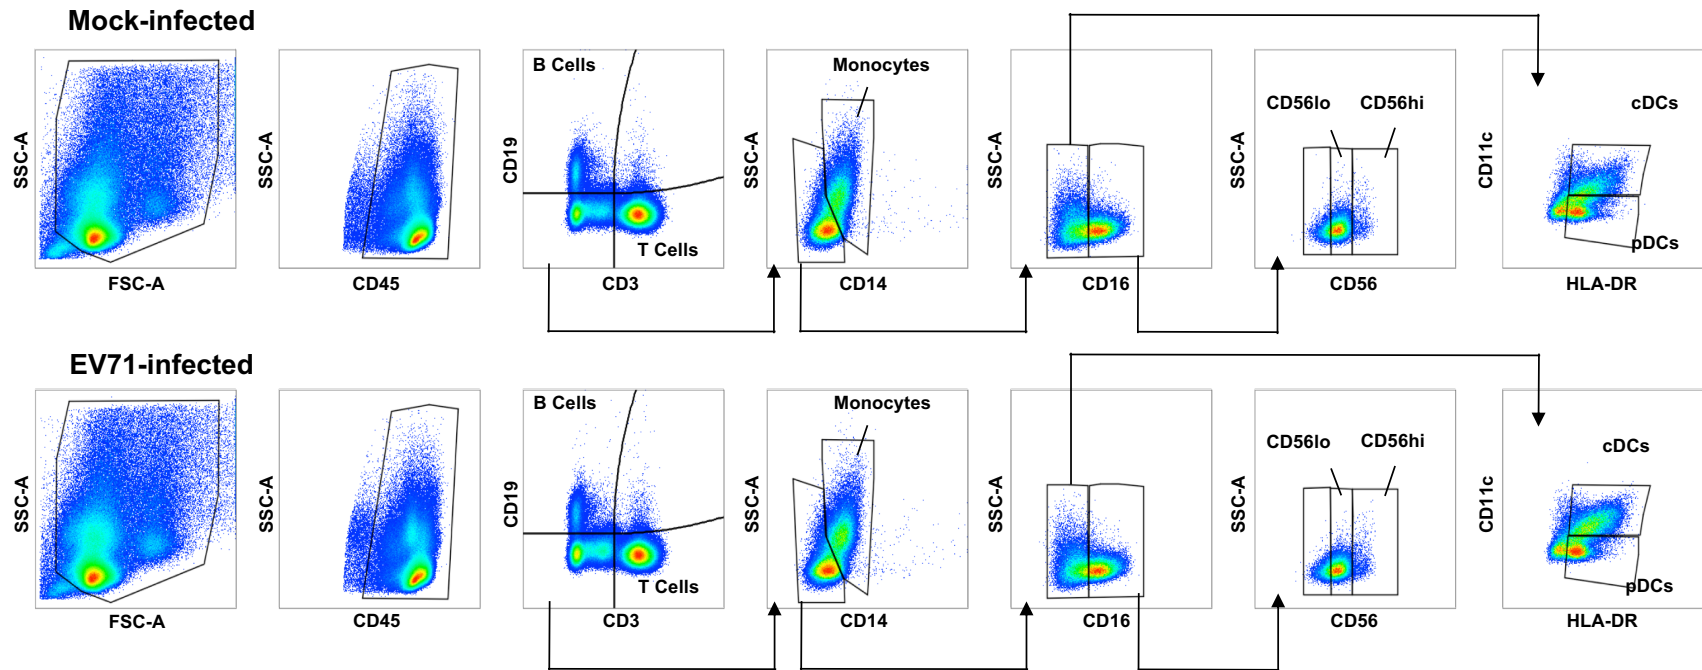 Mock-infected
SSC-A
FSC-A
SSC-A
CD45
B Cells
T Cells
CD19
CD3
Monocytes
SSC-A
CD14
SSC-A
CD16
CD56lo CD56hi
SSC-A
CD56
cDCs
pDCs
CD11c
HLA-DR
EV71-infected
SSC-A
FSC-A
SSC-A
CD45
B Cells
T Cells
CD19
CD3
Monocytes
SSC-A
CD14
SSC-A
CD16
CD56lo CD56hi
SSC-A
CD56
cDCs
pDCs
CD11c
HLA-DR